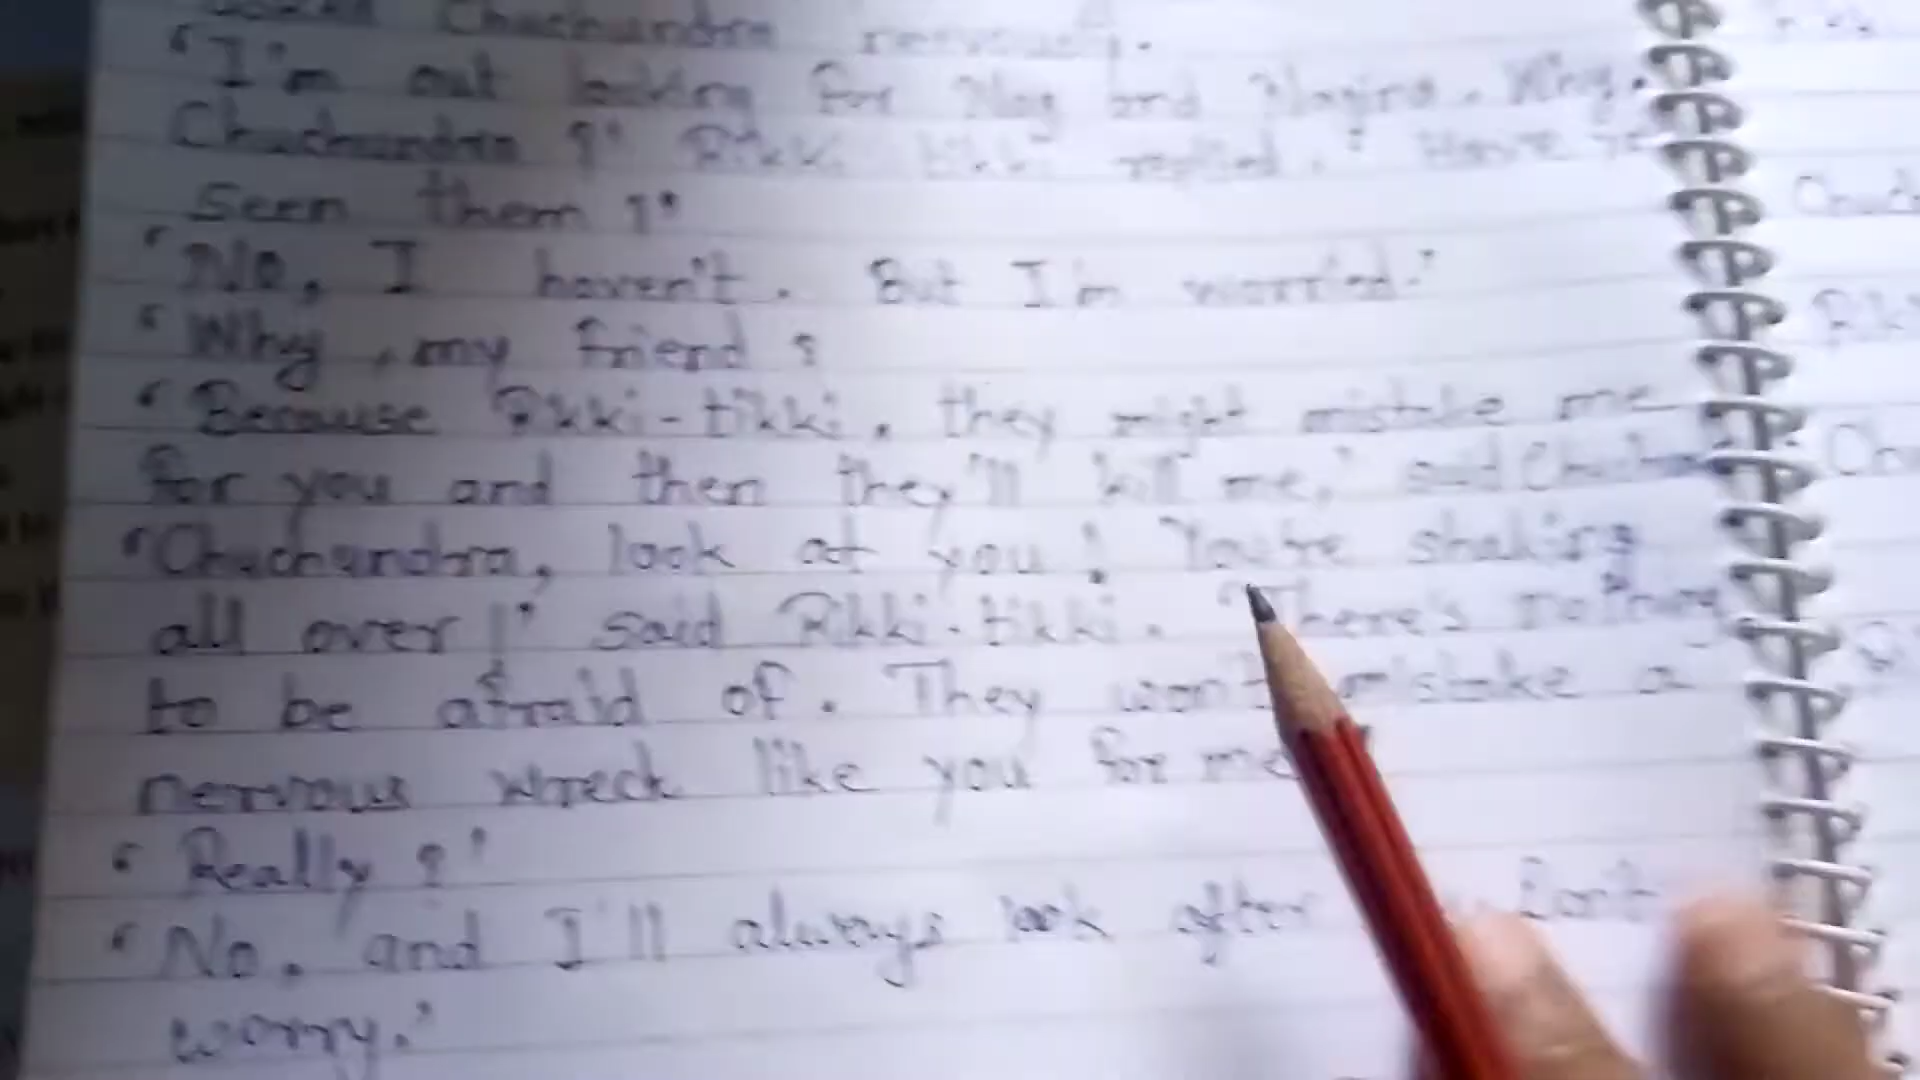 Chuchundra nervously.
'I'm out looking for Nag and Nagina. Why,
Chuchundra ?' Rikki tikki replied. 'Have
seen them ?'
'No, I haven't. But I'm worried.'
'Why, my friend ?
'Because Rikki-tikki, they might mistake me
for you and then they'll kill me,' said
'Chuchundra, look at you! You're shaking
all over!' said Rikki-tikki. 'There's nothing
to be afraid of. They won't mistake a
nervous wreck like you for me
'Really ?'
'No, and I'll always look after Don't
worry.'